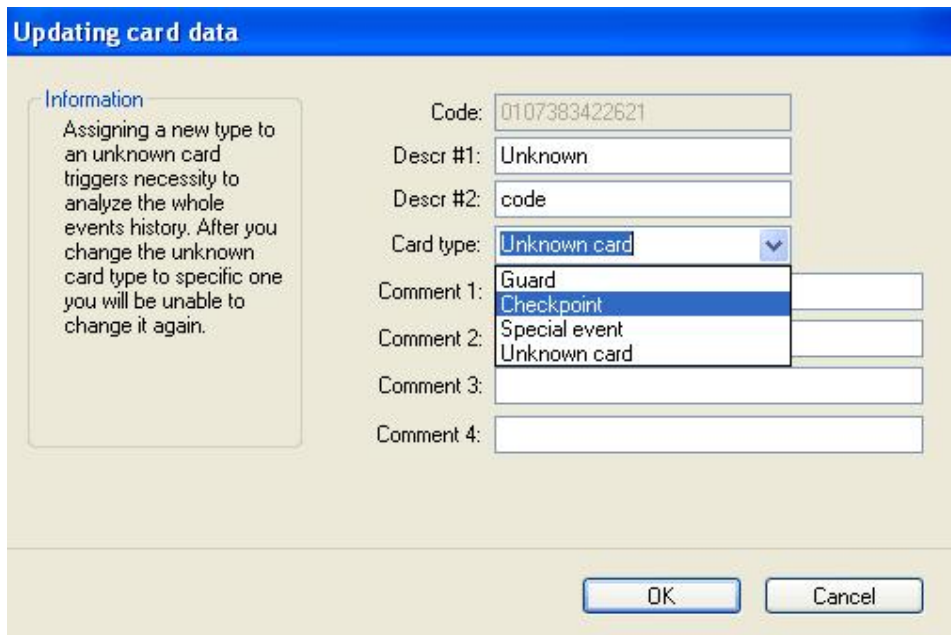 Updating card data
Information
Assigning a new type to
an unknown card
triggers necessity to
analyze the whole
events history. After you
change the unknown
card type to specific one
you will be unable to
change it again.
Code: 0107383422621
Descr #1: Unknown
Descr #2: code
Card type: Unknown card
Guard
Checkpoint
Special event
Unknown card
Comment 1:
Comment 2:
Comment 3:
Comment 4:
OK Cancel